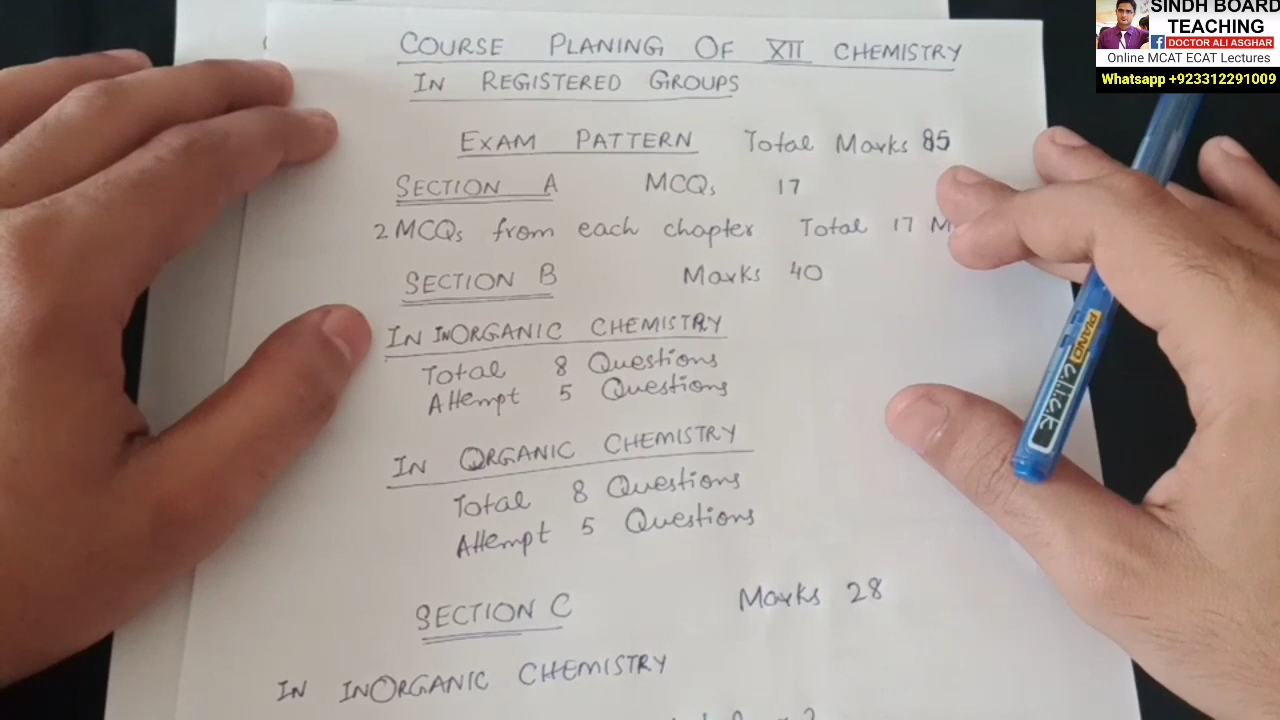 SINDH BOARD
TEACHING
DOCTOR ALI ASGHAR
Online MCAT ECAT Lectures
Whatsapp +923312291009
COURSE PLANING OF XII CHEMISTRY
IN REGISTERED GROUPS
EXAM PATTERN Total Marks 85
SECTION A MCQs 17
2 MCQs from each chapter Total 17 M
SECTION B Marks 40
IN INORGANIC CHEMISTRY
Total 8 Questions
Attempt 5 Questions
IN ORGANIC CHEMISTRY
Total 8 Questions
Attempt 5 Questions
SECTION C Marks 28
IN INORGANIC CHEMISTRY
PIANO
click